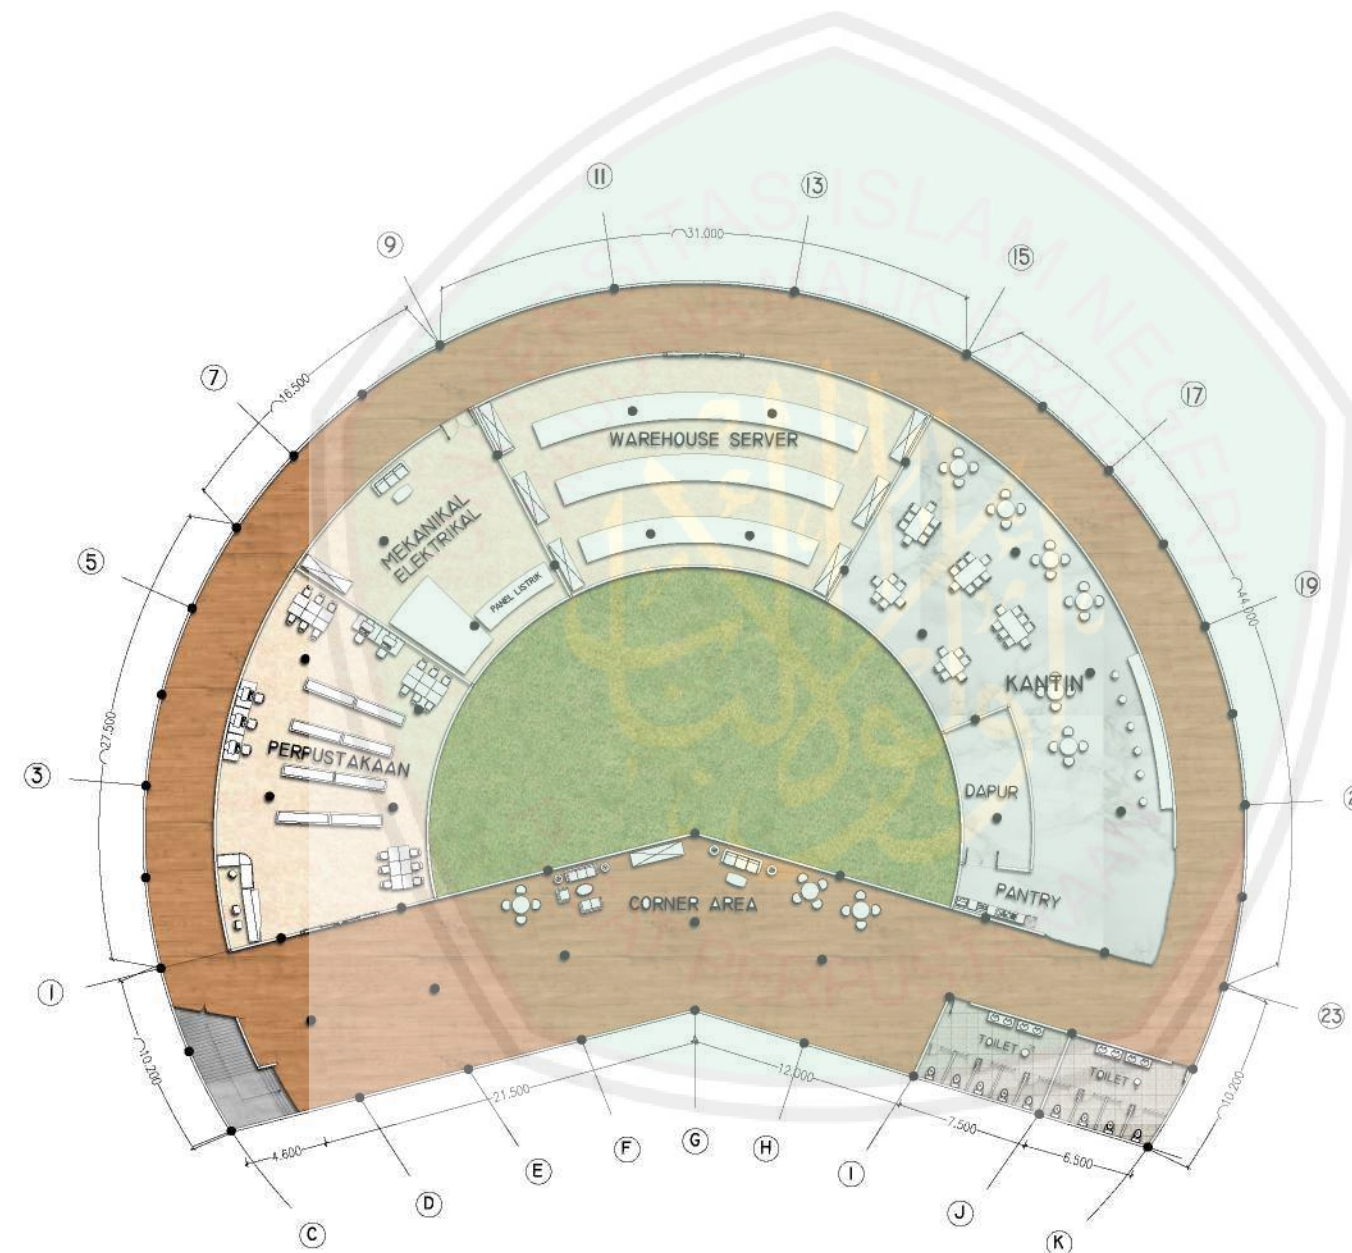 11
13
31.000
9
15
7
16.500
17
WAREHOUSE SERVER
MEKANIKAL
ELEKTRIKAL
5
PANEL LISTRIK
19
44.000
KANTIN
27.500
PERPUSTAKAAN
3
DAPUR
2
PANTRY
CORNER AREA
1
23
TOILET
TOILET
10.200
12.000
21.500
10.200
7.500
4.600
6.500
F
G
H
E
I
D
J
C
K